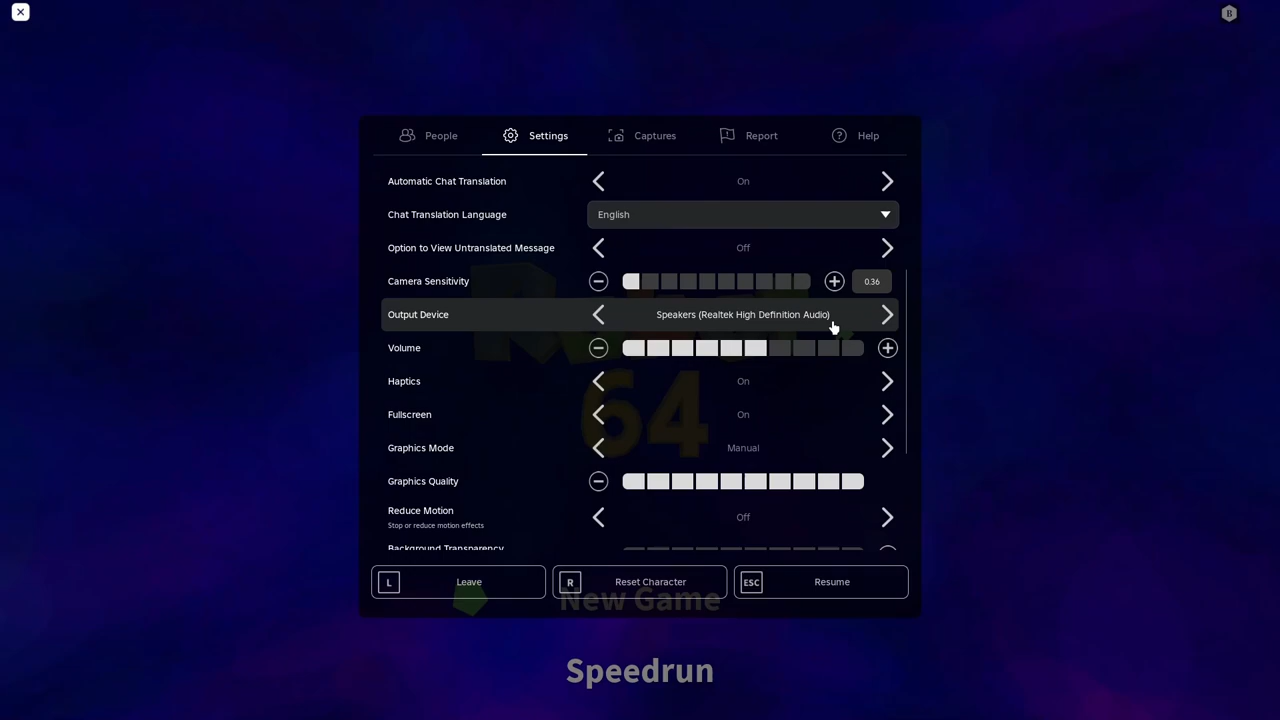 B
People
Settings
Captures
Report
Help
Automatic Chat Translation
On
Chat Translation Language
English
Option to View Untranslated Message
Off
Camera Sensitivity
0.36
Output Device
Speakers (Realtek High Definition Audio)
Volume
Haptics
On
Fullscreen
On
Graphics Mode
Manual
Graphics Quality
Reduce Motion
Stop or reduce motion effects
Off
Background Transparency
L
Leave
R
Reset Character
ESC
Resume
64
New Game
Speedrun